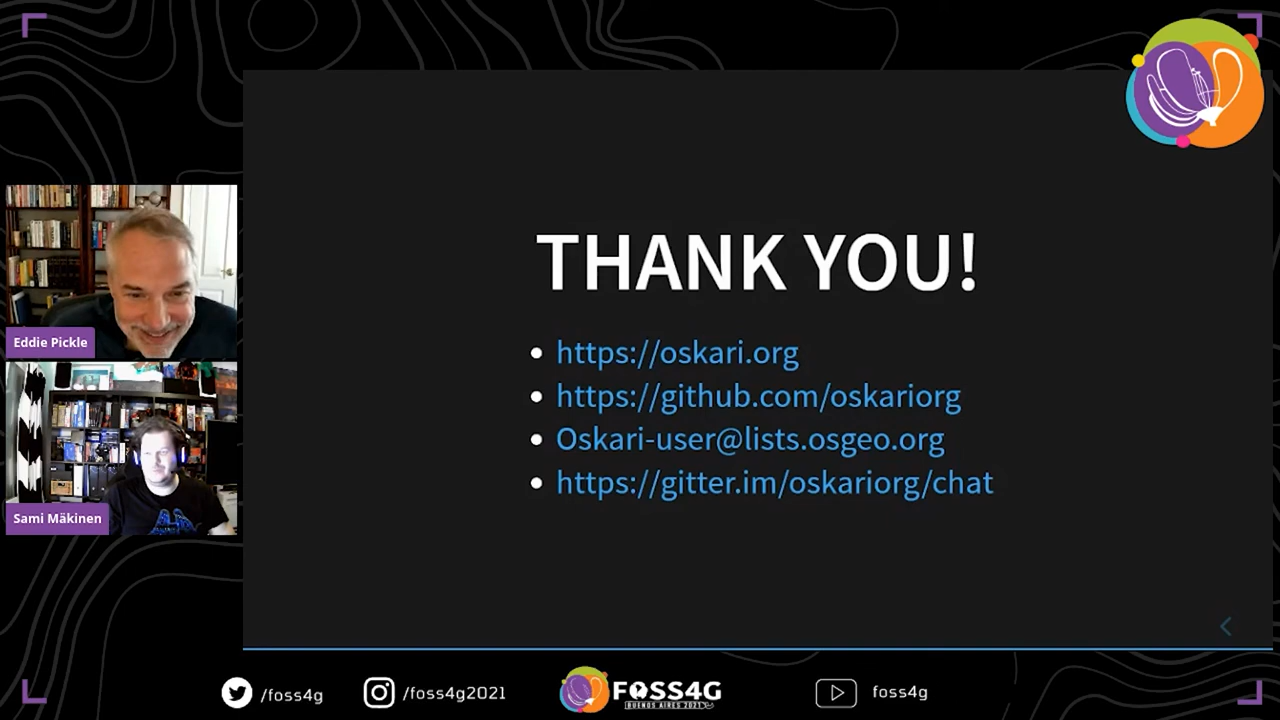 THANK YOU!
https://oskari.org
https://github.com/oskariorg
Oskari-user@lists.osgeo.org
https://gitter.im/oskariorg/chat
Eddie Pickle
Sami Mäkinen
/foss4g
/foss4g2021
FOSS4G
BUENOS AIRES 2021
foss4g